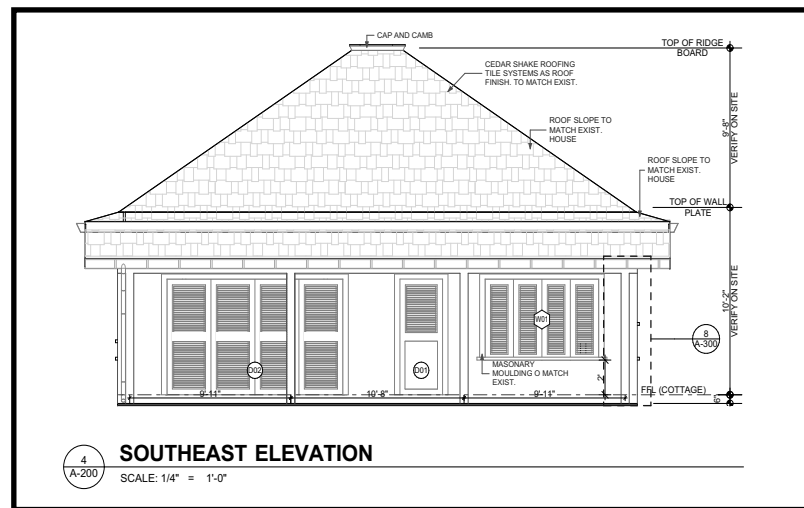 CAP AND CAMB
TOP OF RIDGE
BOARD
CEDAR SHAKE ROOFING
TILE SYSTEMS AS ROOF
FINISH. TO MATCH EXIST.
9'-8"
VERIFY ON SITE
ROOF SLOPE TO
MATCH EXIST.
HOUSE
ROOF SLOPE TO
MATCH EXIST.
HOUSE
TOP OF WALL
PLATE
10'-2"
VERIFY ON SITE
W01
8
A-300
D02
D01
MASONARY
MOULDING O MATCH
EXIST.
2'
FFL (COTTAGE)
6"
9'-11"
10'-8"
9'-11"
4
A-200
SOUTHEAST ELEVATION
SCALE: 1/4" = 1'-0"